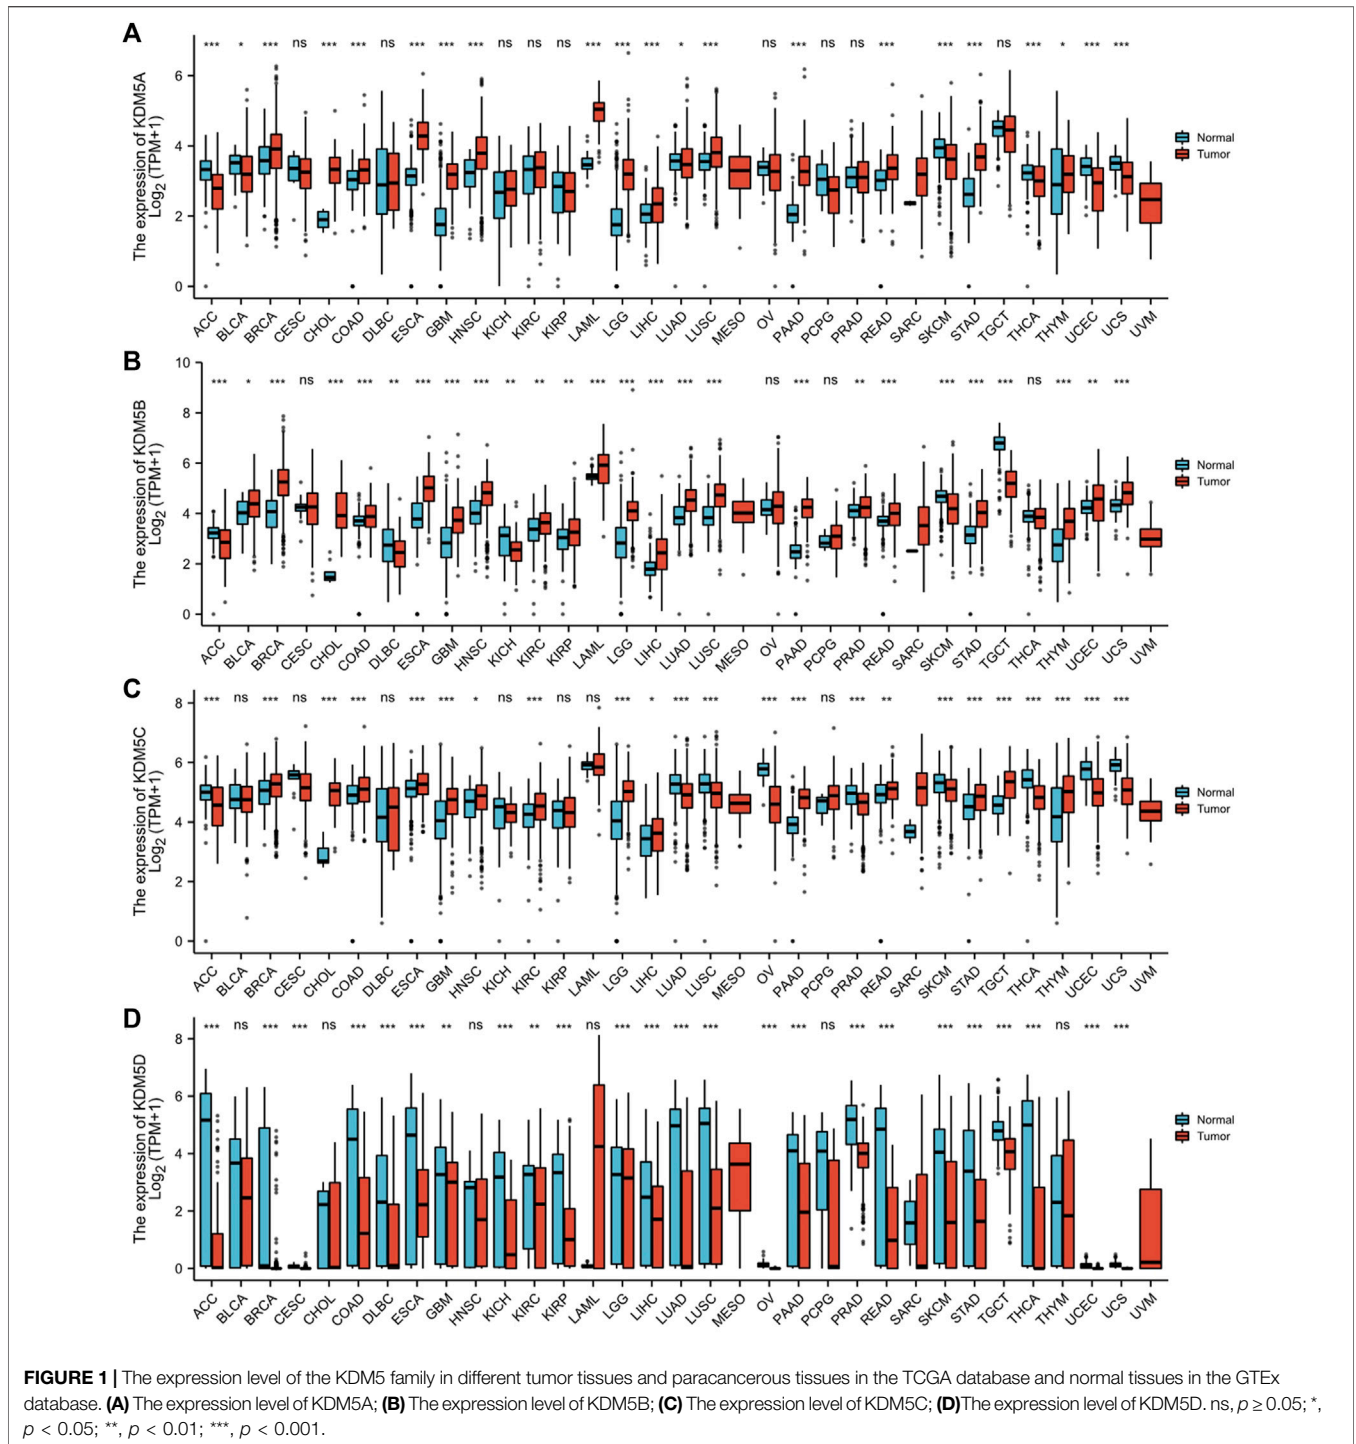 A
*** * *** ns *** *** ns *** *** *** ns ns ns *** *** *** * *** ns *** ns ns *** *** *** ns *** * *** ***
The expression of KDM5A
Log2 (TPM+1)
6
4
2
0
Normal
Tumor
ACC BLCA BRCA CESC CHOL COAD DLBC ESCA GBM HNSC KICH KIRC KIRP LAML LGG LIHC LUAD LUSC MESO OV PAAD PCPG PRAD READ SARC SKCM STAD TGCT THCA THYM UCEC UCS UVM
B
*** * *** ns *** *** ** *** *** *** ** ** ** *** *** *** *** *** ns *** ns ** *** *** *** *** ns *** ** ***
The expression of KDM5B
Log2 (TPM+1)
10
8
6
4
2
0
Normal
Tumor
ACC BLCA BRCA CESC CHOL COAD DLBC ESCA GBM HNSC KICH KIRC KIRP LAML LGG LIHC LUAD LUSC MESO OV PAAD PCPG PRAD READ SARC SKCM STAD TGCT THCA THYM UCEC UCS UVM
C
*** ns *** ns *** *** ns *** *** * ns *** ns ns *** * *** *** *** *** ns *** ** *** *** *** *** *** *** ***
The expression of KDM5C
Log2 (TPM+1)
8
6
4
2
0
Normal
Tumor
ACC BLCA BRCA CESC CHOL COAD DLBC ESCA GBM HNSC KICH KIRC KIRP LAML LGG LIHC LUAD LUSC MESO OV PAAD PCPG PRAD READ SARC SKCM STAD TGCT THCA THYM UCEC UCS UVM
D
*** ns *** *** ns *** *** *** ** ns *** ** *** ns *** *** *** *** *** *** ns *** *** *** *** *** *** ns *** ***
The expression of KDM5D
Log2 (TPM+1)
8
6
4
2
0
Normal
Tumor
ACC BLCA BRCA CESC CHOL COAD DLBC ESCA GBM HNSC KICH KIRC KIRP LAML LGG LIHC LUAD LUSC MESO OV PAAD PCPG PRAD READ SARC SKCM STAD TGCT THCA THYM UCEC UCS UVM
FIGURE 1 | The expression level of the KDM5 family in different tumor tissues and paracancerous tissues in the TCGA database and normal tissues in the GTEx
database. (A) The expression level of KDM5A; (B) The expression level of KDM5B; (C) The expression level of KDM5C; (D)The expression level of KDM5D. ns, p ≥ 0.05; *,
p < 0.05; **, p < 0.01; ***, p < 0.001.